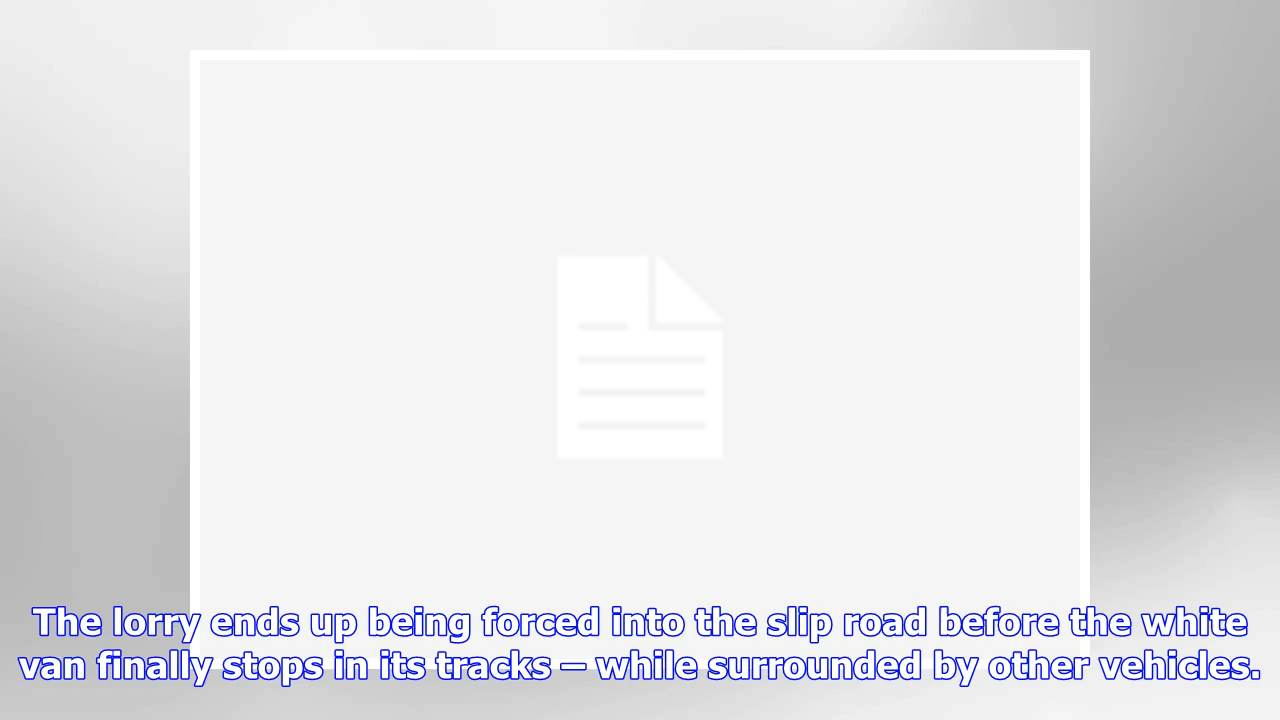 The lorry ends up being forced into the slip road before the white
van finally stops in its tracks – while surrounded by other vehicles.